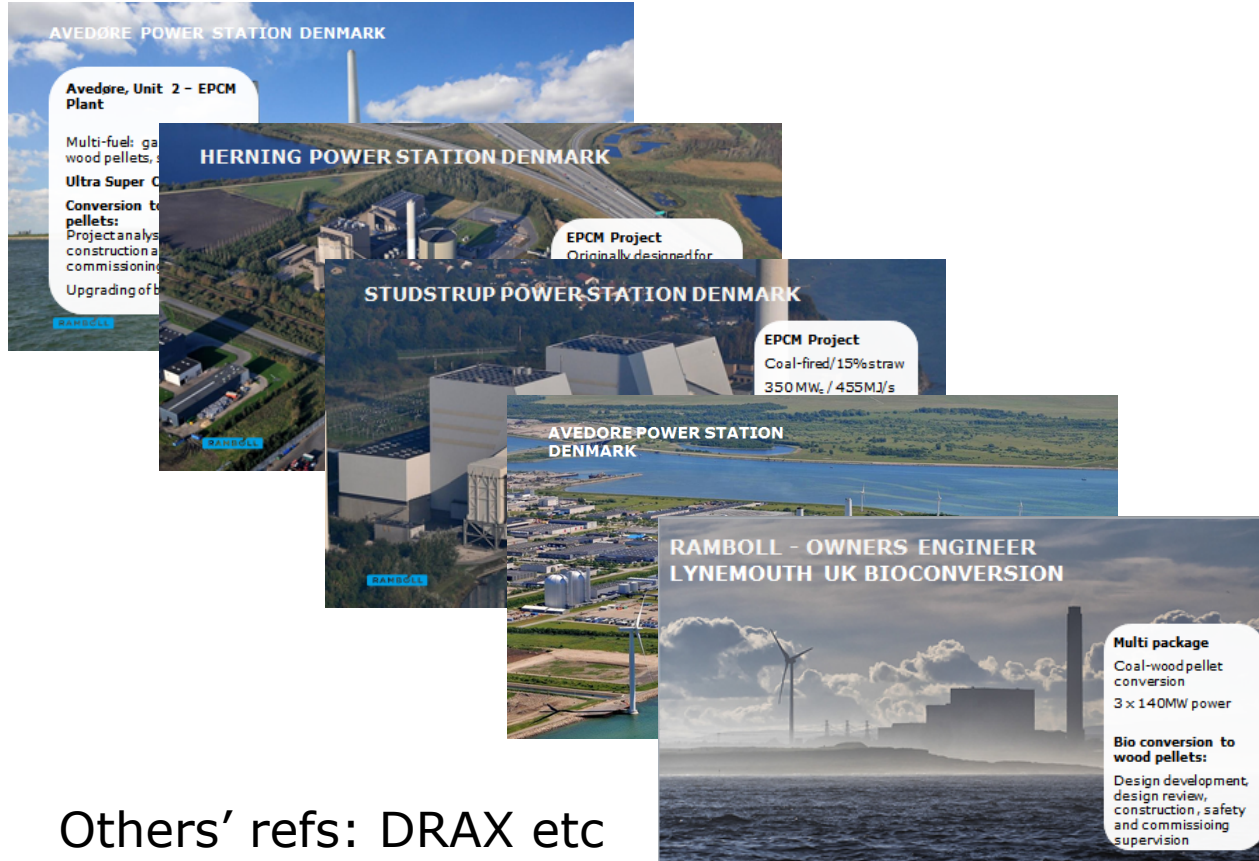 AVEDØRE POWER STATION DENMARK
Avedøre, Unit 2 – EPCM
Plant
Multi-fuel:
wood pellets,
Ultra Super
Conversion
pellets:
Project
construction
commissioning
Upgrading of
RAMBOLL
HERNING POWER STATION DENMARK
EPCM Project
Originally designed for
RAMBOLL
STUDSTRUP POWER STATION DENMARK
EPCM Project
Coal-fired/15% straw
350 MWe / 455MJ/s
RAMBOLL
AVEDORE POWER STATION
DENMARK
RAMBOLL - OWNERS ENGINEER
LYNEMOUTH UK BIOCONVERSION
Multi package
Coal-wood pellet
conversion
3 x 140MW power
Bio conversion to
wood pellets:
Design development,
design review,
construction, safety
and commissioing
supervision
Others’ refs: DRAX etc